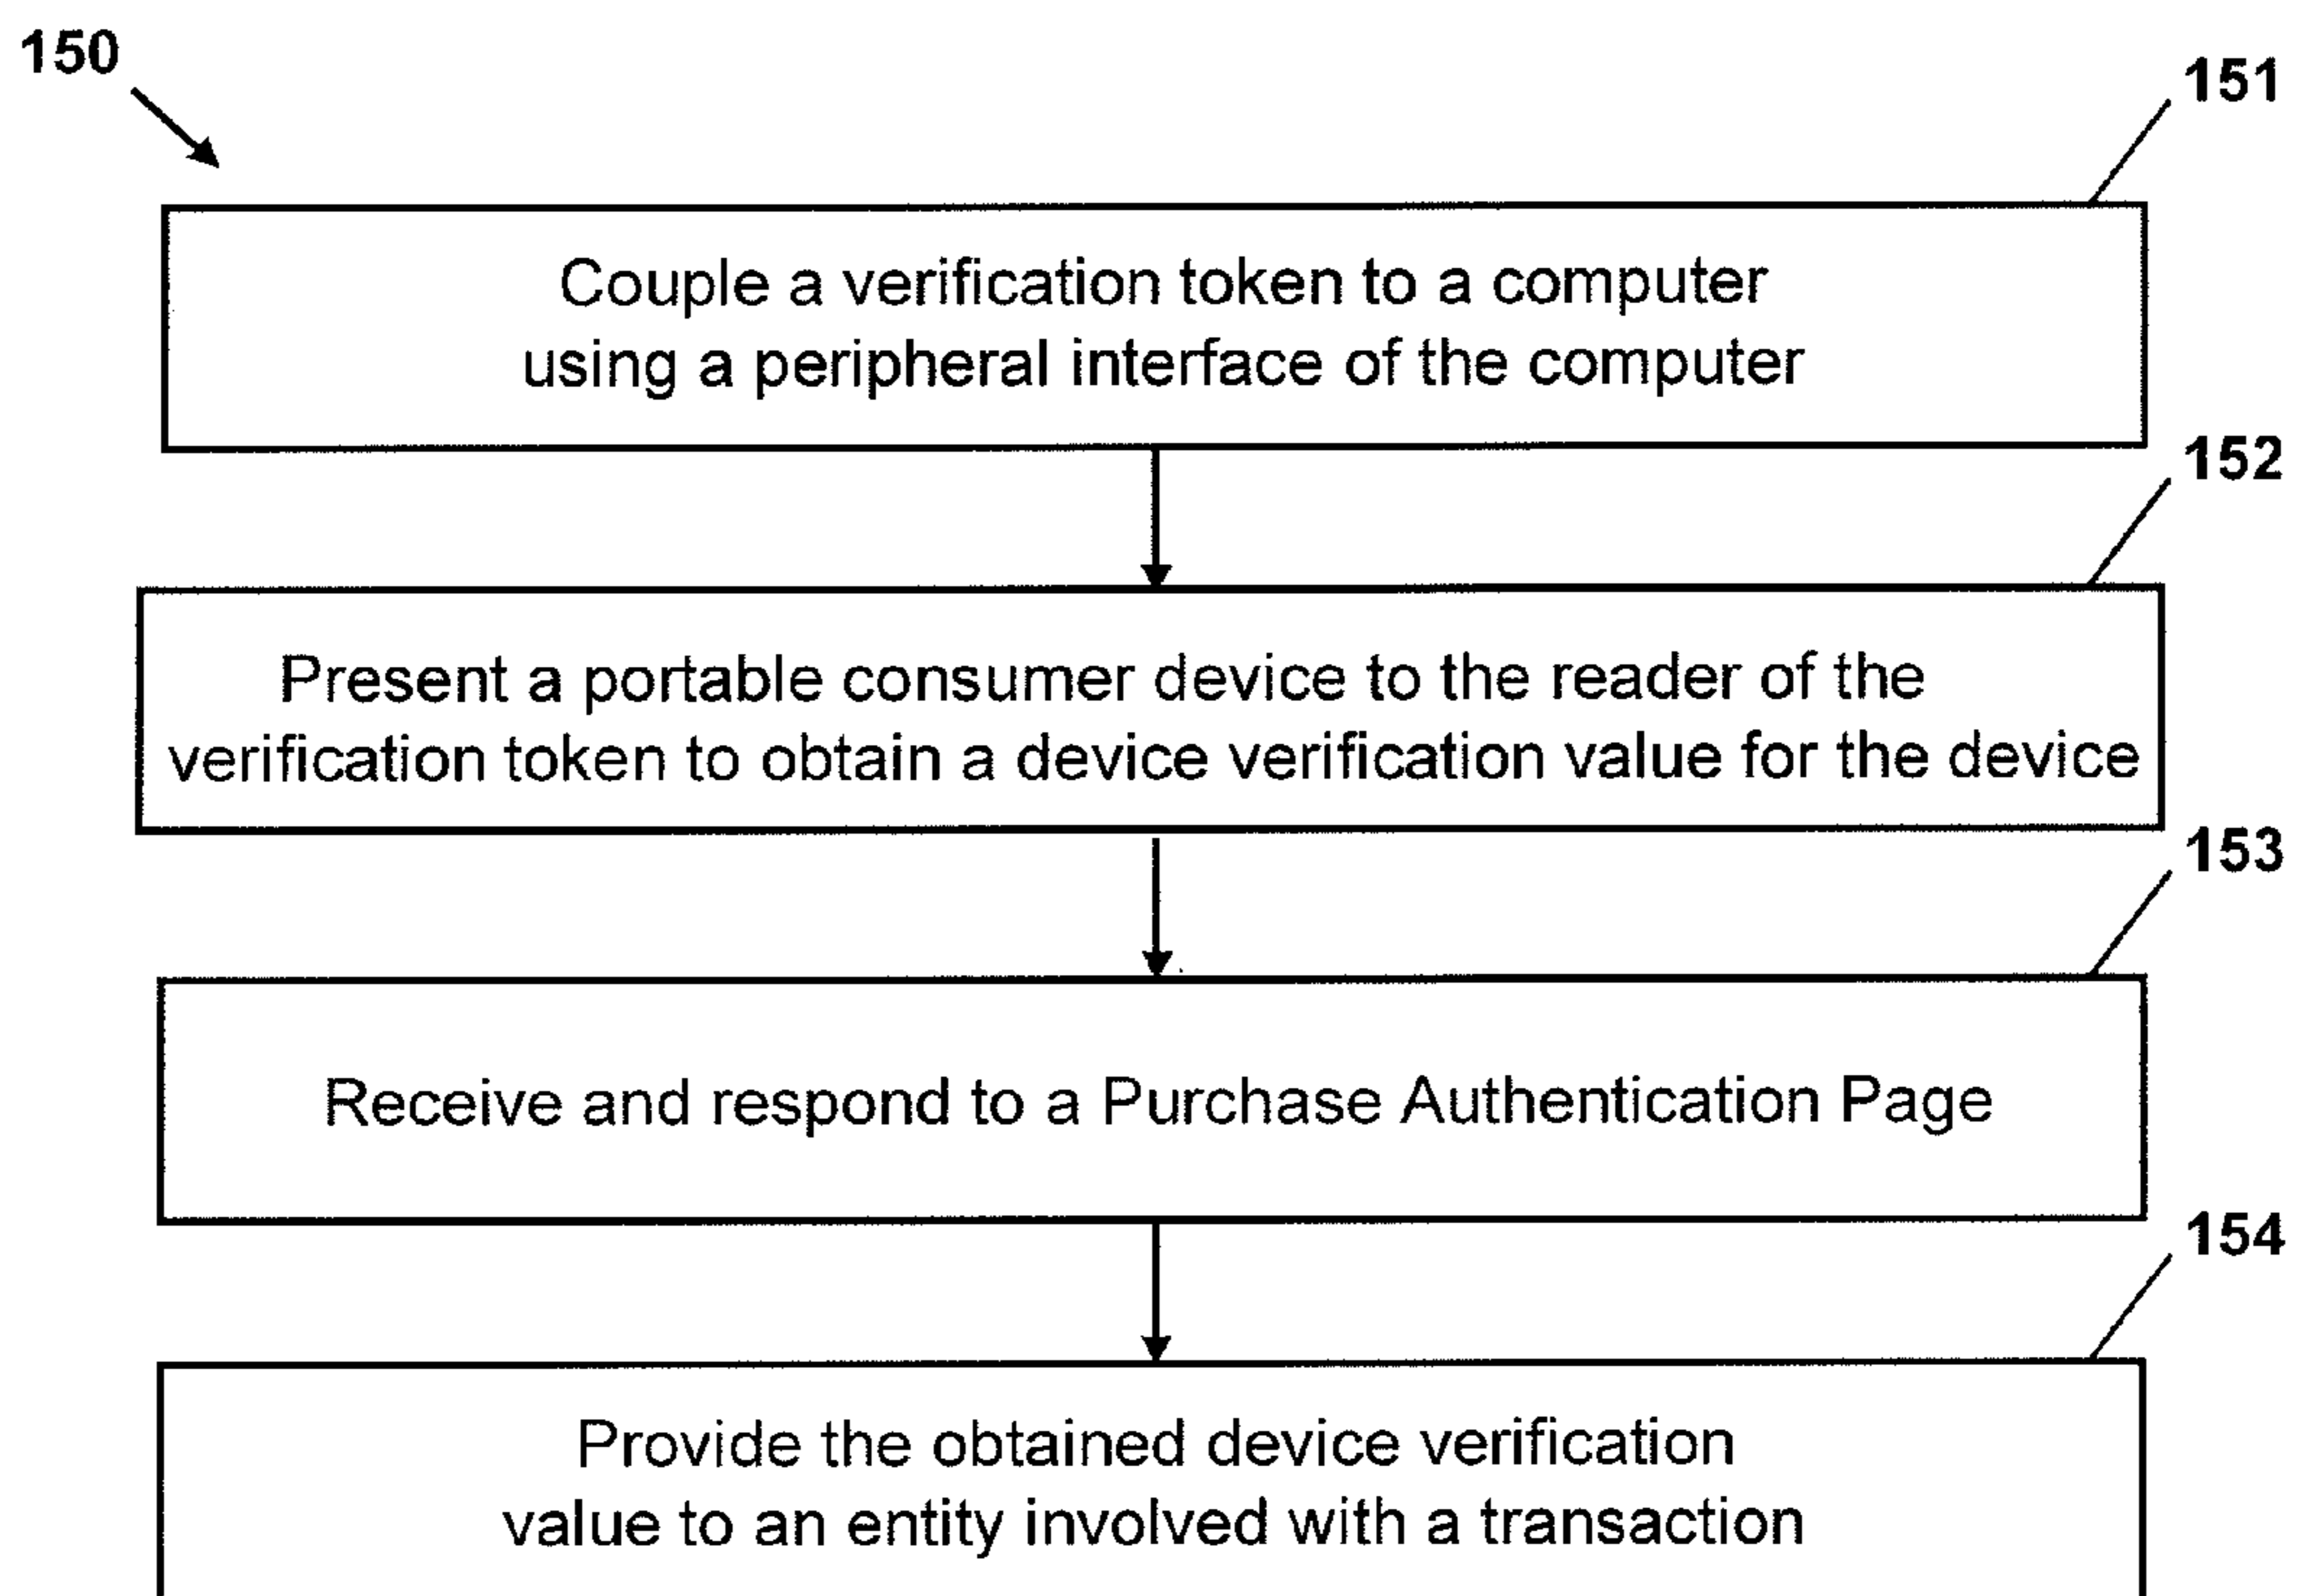 150
151
Couple a verification token to a computer
using a peripheral interface of the computer
152
Present a portable consumer device to the reader of the
verification token to obtain a device verification value for the device
153
Receive and respond to a Purchase Authentication Page
154
Provide the obtained device verification
value to an entity involved with a transaction